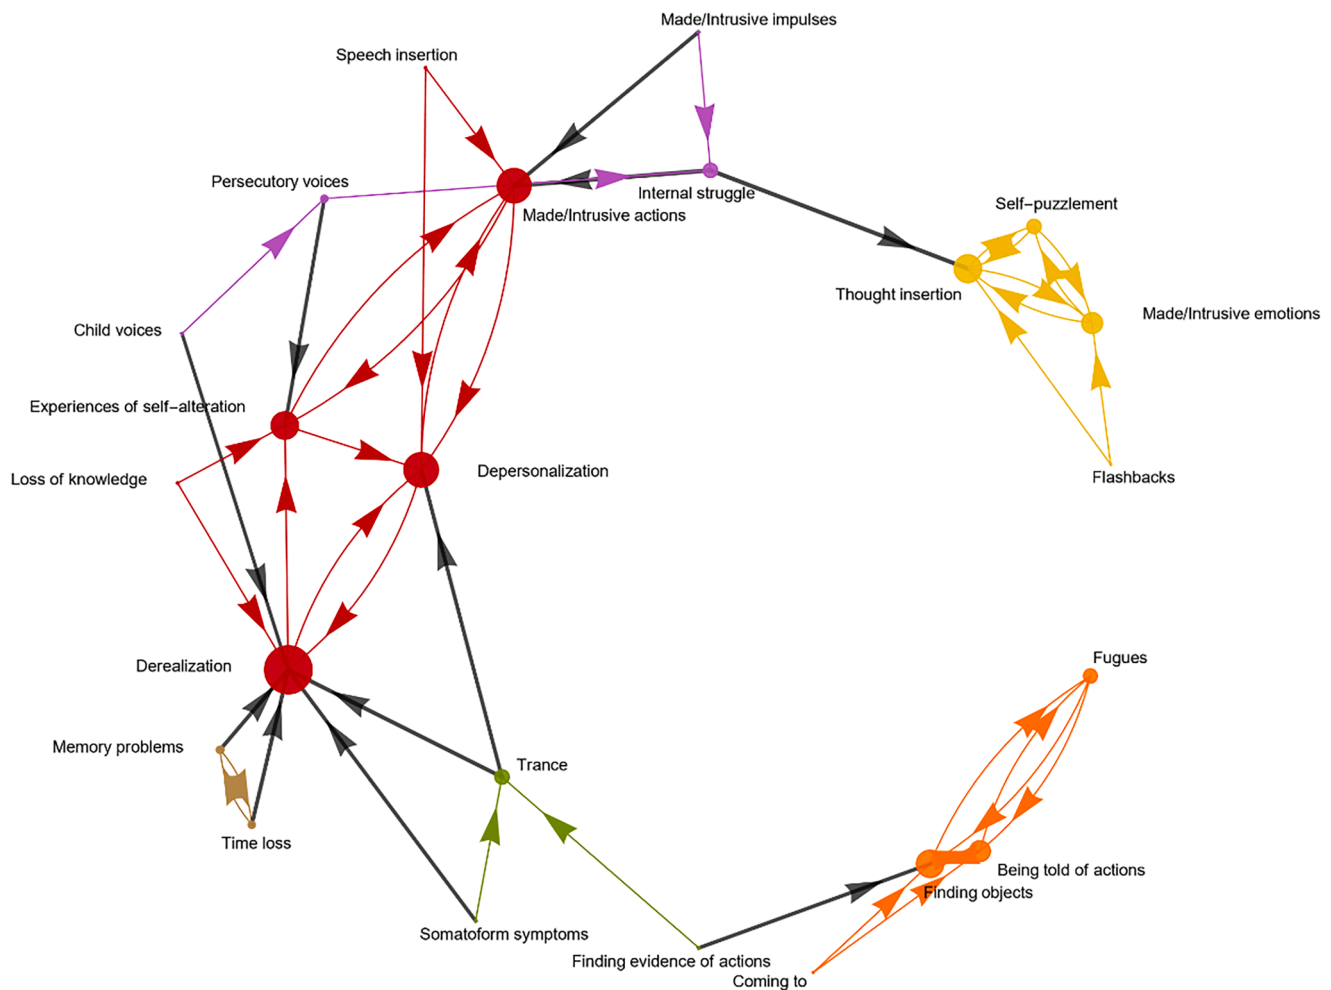 Made/Intrusive impulses
Speech insertion
Persecutory voices
Internal struggle
Self−puzzlement
Made/Intrusive actions
Thought insertion
Made/Intrusive emotions
Child voices
Experiences of self−alteration
Depersonalization
Loss of knowledge
Flashbacks
Derealization
Fugues
Memory problems
Trance
Time loss
Being told of actions
Finding objects
Somatoform symptoms
Finding evidence of actions
Coming to